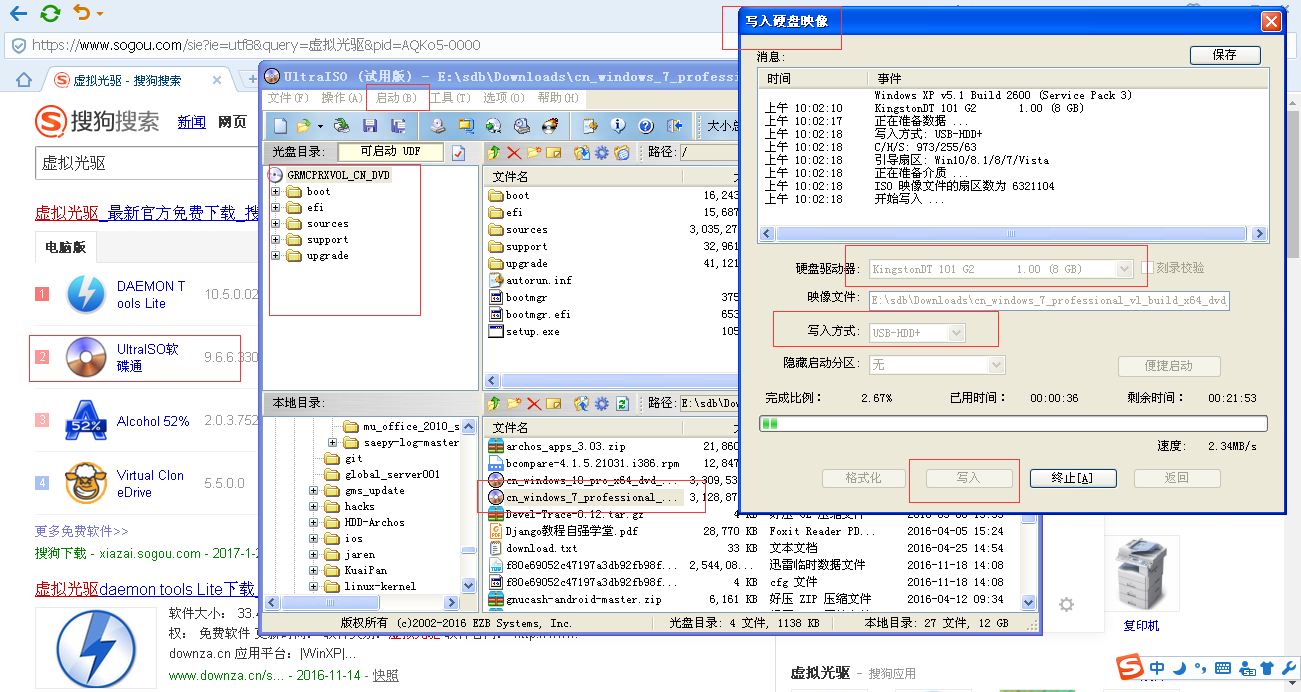 https://www.sogou.com/sie?ie=utf8&query=虚拟光驱&pid=AQKo5-0000
虚拟光驱 - 搜狗搜索
搜狗搜索 新闻 网页
虚拟光驱
虚拟光驱_最新官方免费下载_搜
电脑版
1 DAEMON T
ools Lite 10.5.0.02
2 UltraISO软
碟通 9.6.6.330
3 Alcohol 52% 2.0.3.752
4 Virtual Clon
eDrive 5.5.0.0
更多免费软件>>
搜狗下载 - xiazai.sogou.com - 2017-1-2
虚拟光驱daemon tools Lite下载_
软件大小: 33.4
权: 免费软件
downza.cn 应用平台: |WinXP|...
www.downza.cn/s... - 2016-11-14 - 快照
UltraISO (试用版) - E:\sdb\Downloads\cn_windows_7_profession
文件(F) 操作(A) 启动(B) 工具(T) 选项(O) 帮助(H)
大小总
光盘目录: 可启动 UDF
路径: /
GRMCPRXVOL_CN_DVD
boot
efi
sources
support
upgrade
文件名
boot 16,243
efi 15,687
sources 3,035,27
support 32,961
upgrade 41,121
autorun.inf
bootmgr 375
bootmgr.efi 653
setup.exe 105
本地目录:
路径: E:\sdb\Dow
mu_office_2010_s
saepy-log-master
git
global_server001
gms_update
hacks
HDD-Archos
ios
jaren
KuaiPan
linux-kernel
文件名
archos_apps_3.03.zip 21,860
bcompare-4.1.5.21031.i386.rpm 12,847
cn_windows_10_pro_x64_dvd_... 3,309,53
cn_windows_7_professional_... 3,128,87
Devel-Trace-0.12.tar.gz 4 KB 好压 GZ 压缩文件
Django教程自强学堂.pdf 28,770 KB Foxit Reader PD... 2016-04-05 15:24
download.txt 33 KB 文本文档 2016-04-25 14:54
f80e69052c47197a3db92fb98f... 2,544,08... 迅雷临时数据文件 2016-11-18 14:08
f80e69052c47197a3db92fb98f... 4 KB cfg 文件 2016-11-18 14:08
gnucash-android-master.zip 6,161 KB 好压 ZIP 压缩文件 2016-04-12 09:34
版权所有 (c)2002-2016 EZB Systems, Inc. 光盘目录: 4 文件, 1138 KB 本地目录: 27 文件, 12 GB
写入硬盘映像
消息: 保存
时间 事件
Windows XP v5.1 Build 2600 (Service Pack 3)
上午 10:02:10 KingstonDT 101 G2 1.00 (8 GB)
上午 10:02:17 正在准备数据 ...
上午 10:02:18 写入方式: USB-HDD+
上午 10:02:18 C/H/S: 973/255/63
上午 10:02:18 引导扇区: Win10/8.1/8/7/Vista
上午 10:02:18 正在准备介质 ...
上午 10:02:18 ISO 映像文件的扇区数为 6321104
上午 10:02:18 开始写入 ...
硬盘驱动器: KingstonDT 101 G2 1.00 (8 GB) 刻录校验
映像文件: E:\sdb\Downloads\cn_windows_7_professional_vl_build_x64_dvd
写入方式: USB-HDD+
隐藏启动分区: 无 便捷启动
完成比例: 2.67% 已用时间: 00:00:36 剩余时间: 00:21:53
速度: 2.34MB/s
格式化 写入 终止[A] 返回
复印机
虚拟光驱 - 搜狗应用
中